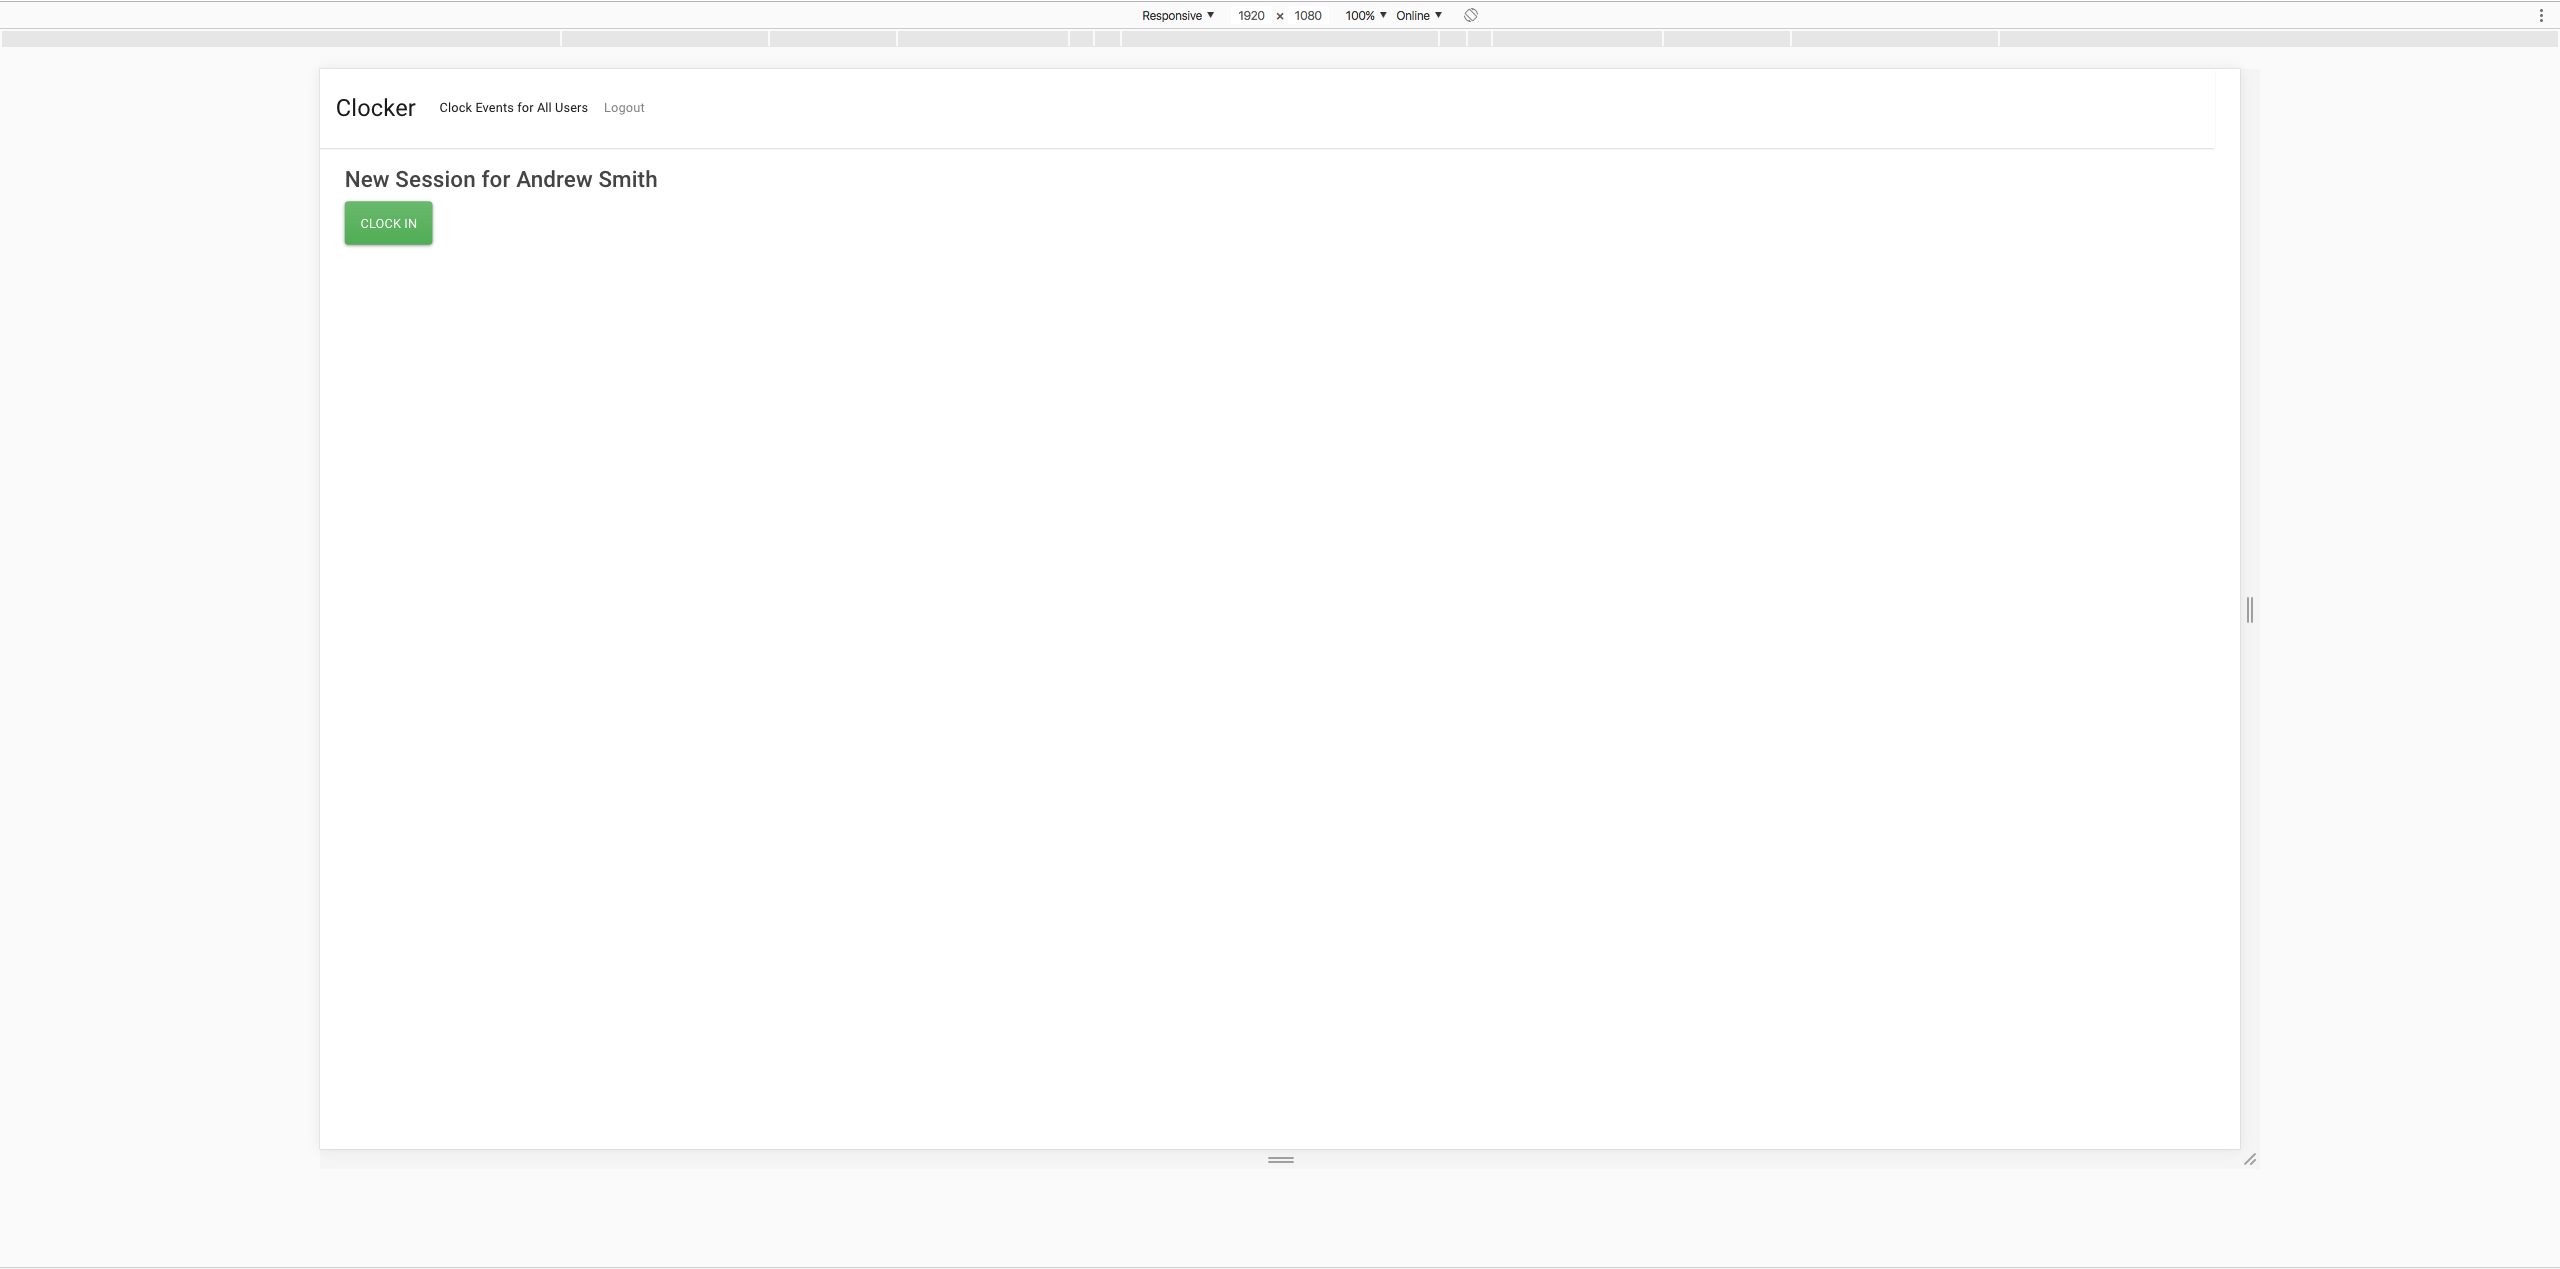 Responsive ▼ 1920 × 1080 100% ▼ Online ▼
Clocker Clock Events for All Users Logout
New Session for Andrew Smith
CLOCK IN